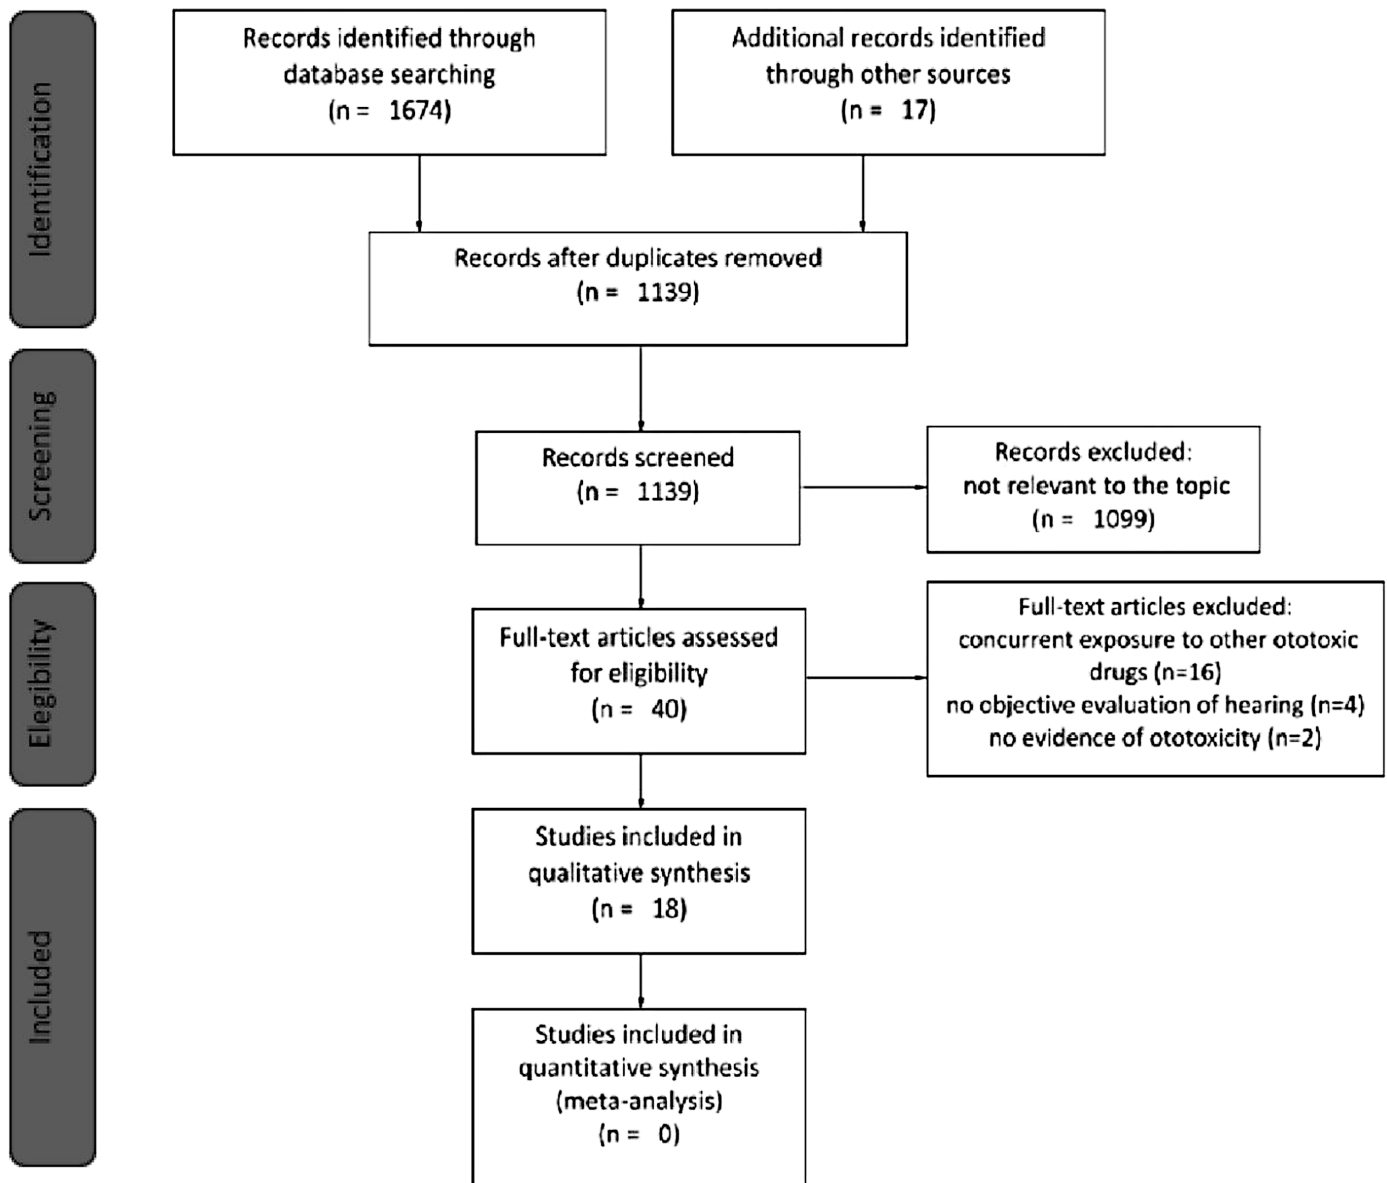 Identification
Records identified through
database searching
(n = 1674)
Additional records identified
through other sources
(n = 17)
Records after duplicates removed
(n = 1139)
Screening
Records screened
(n = 1139)
Records excluded:
not relevant to the topic
(n = 1099)
Elegibility
Full-text articles assessed
for eligibility
(n = 40)
Full-text articles excluded:
concurrent exposure to other ototoxic
drugs (n=16)
no objective evaluation of hearing (n=4)
no evidence of ototoxicity (n=2)
Included
Studies included in
qualitative synthesis
(n = 18)
Studies included in
quantitative synthesis
(meta-analysis)
(n = 0)